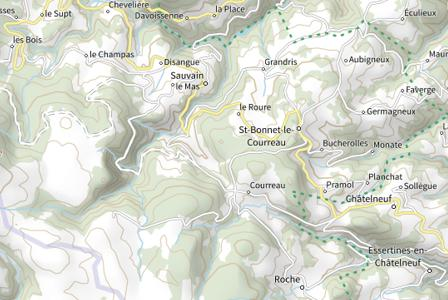 Chevelière
la Place
le Supt
Davoissenne
Éculieux
les Bois
le Champas
Disangue
Grandris
Aubigneux
Sauvain
le Mas
Faverge
le Roure
Germagneux
St-Bonnet-le-
Courreau
Bucherolles
Monate
Planchat
Courreau
Pramol
Sollègue
Châtelneuf
Essertines-en-
Châtelneuf
Roche